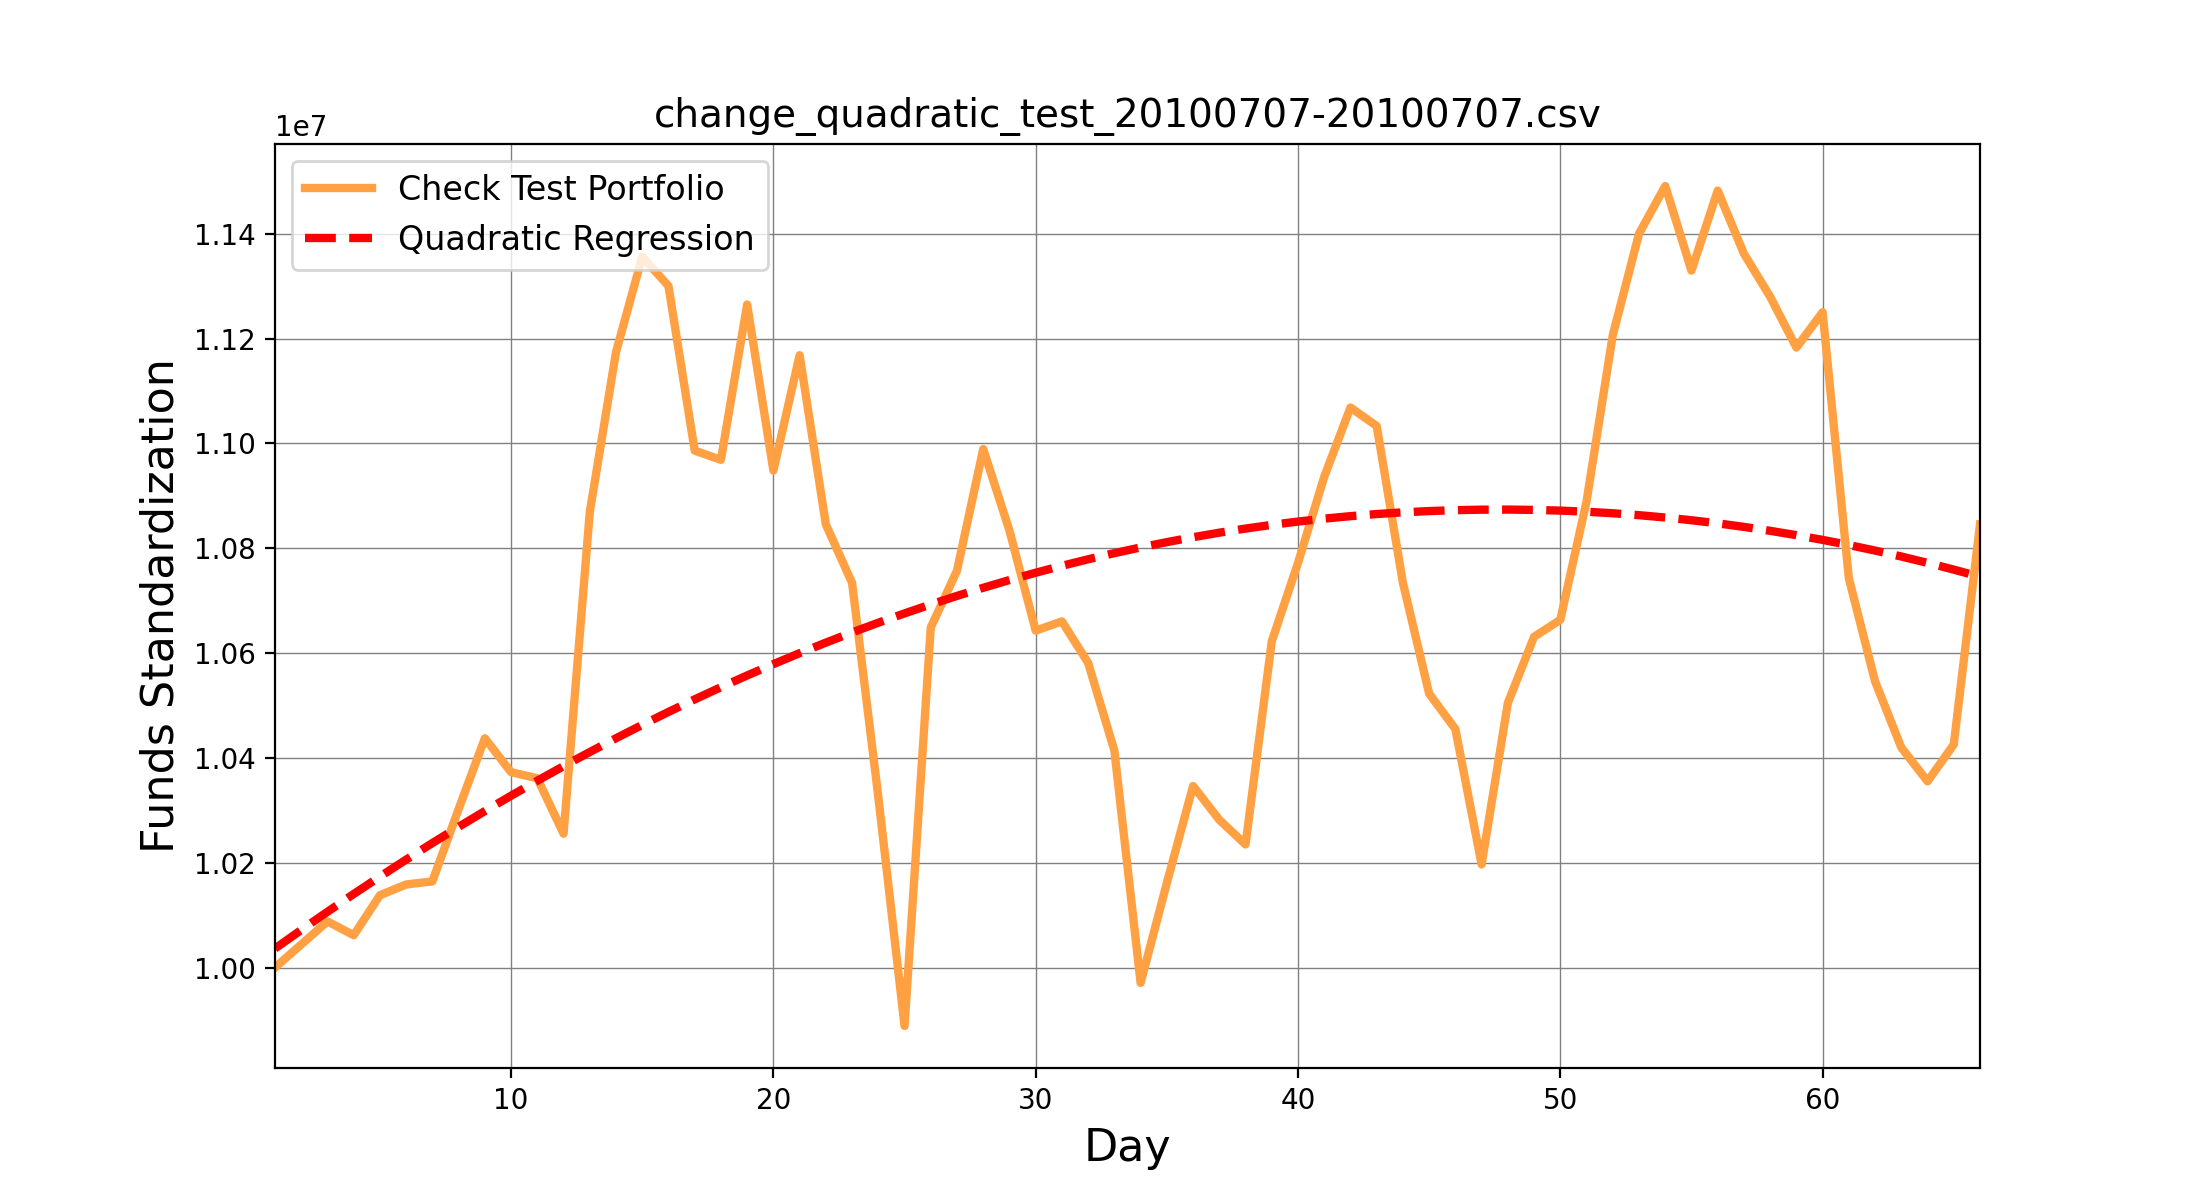 change_quadratic_test_20100707-20100707.csv
1e7
Check Test Portfolio
Quadratic Regression
1.14
1.12
1.10
1.08
1.06
1.04
1.02
1.00
Funds Standardization
10 20 30 40 50 60
Day